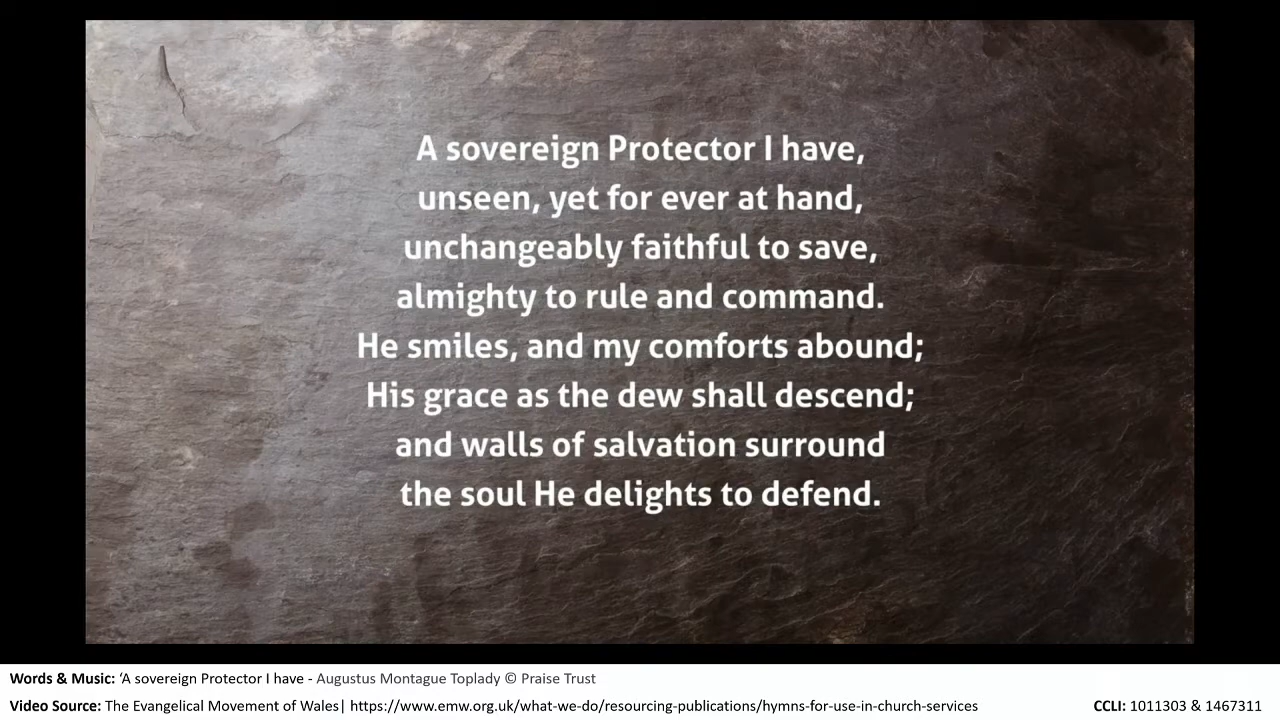 A sovereign Protector I have,
unseen, yet for ever at hand,
unchangeably faithful to save,
almighty to rule and command.
He smiles, and my comforts abound;
His grace as the dew shall descend;
and walls of salvation surround
the soul He delights to defend.
Words & Music: ‘A sovereign Protector I have - Augustus Montague Toplady © Praise Trust
Video Source: The Evangelical Movement of Wales| https://www.emw.org.uk/what-we-do/resourcing-publications/hymns-for-use-in-church-services CCLI: 1011303 & 1467311